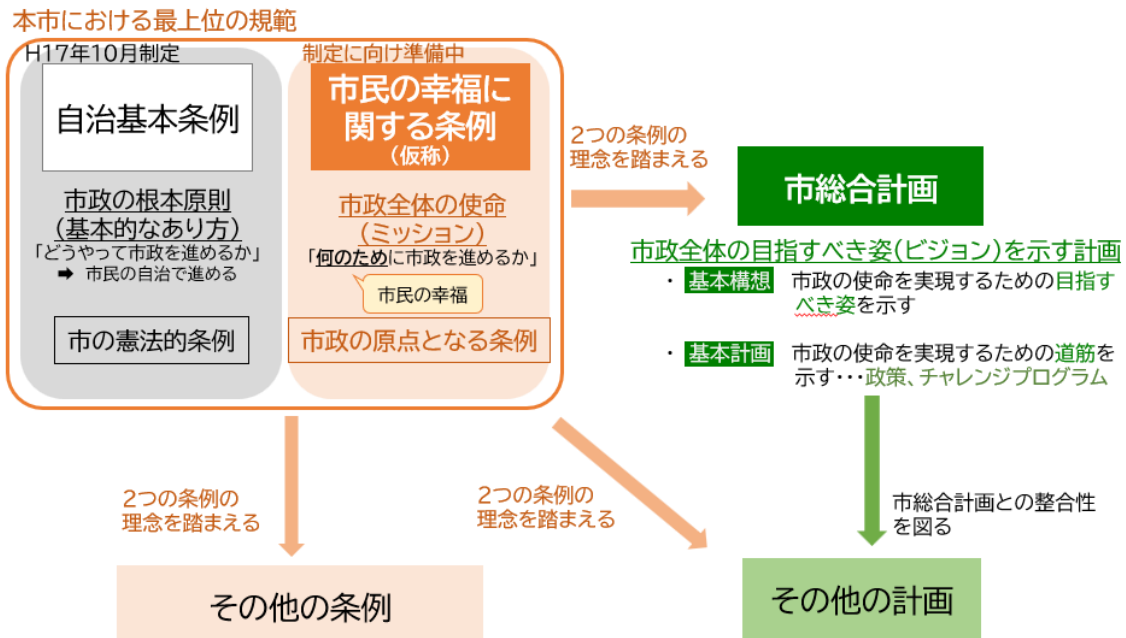 本市における最上位の規範
H17年10月制定
自治基本条例
市政の根本原則
(基本的なあり方)
「どうやって市政を進めるか」
➡ 市民の自治で進める
市の憲法的条例
制定に向け準備中
市民の幸福に
関する条例
(仮称)
市政全体の使命
(ミッション)
「何のために市政を進めるか」
市民の幸福
市政の原点となる条例
2つの条例の
理念を踏まえる
市総合計画
市政全体の目指すべき姿(ビジョン)を示す計画
・ 基本構想 市政の使命を実現するための目指す
べき姿を示す
・ 基本計画 市政の使命を実現するための道筋を
示す・・・政策、チャレンジプログラム
2つの条例の
理念を踏まえる
2つの条例の
理念を踏まえる
市総合計画との整合性
を図る
その他の条例
その他の計画